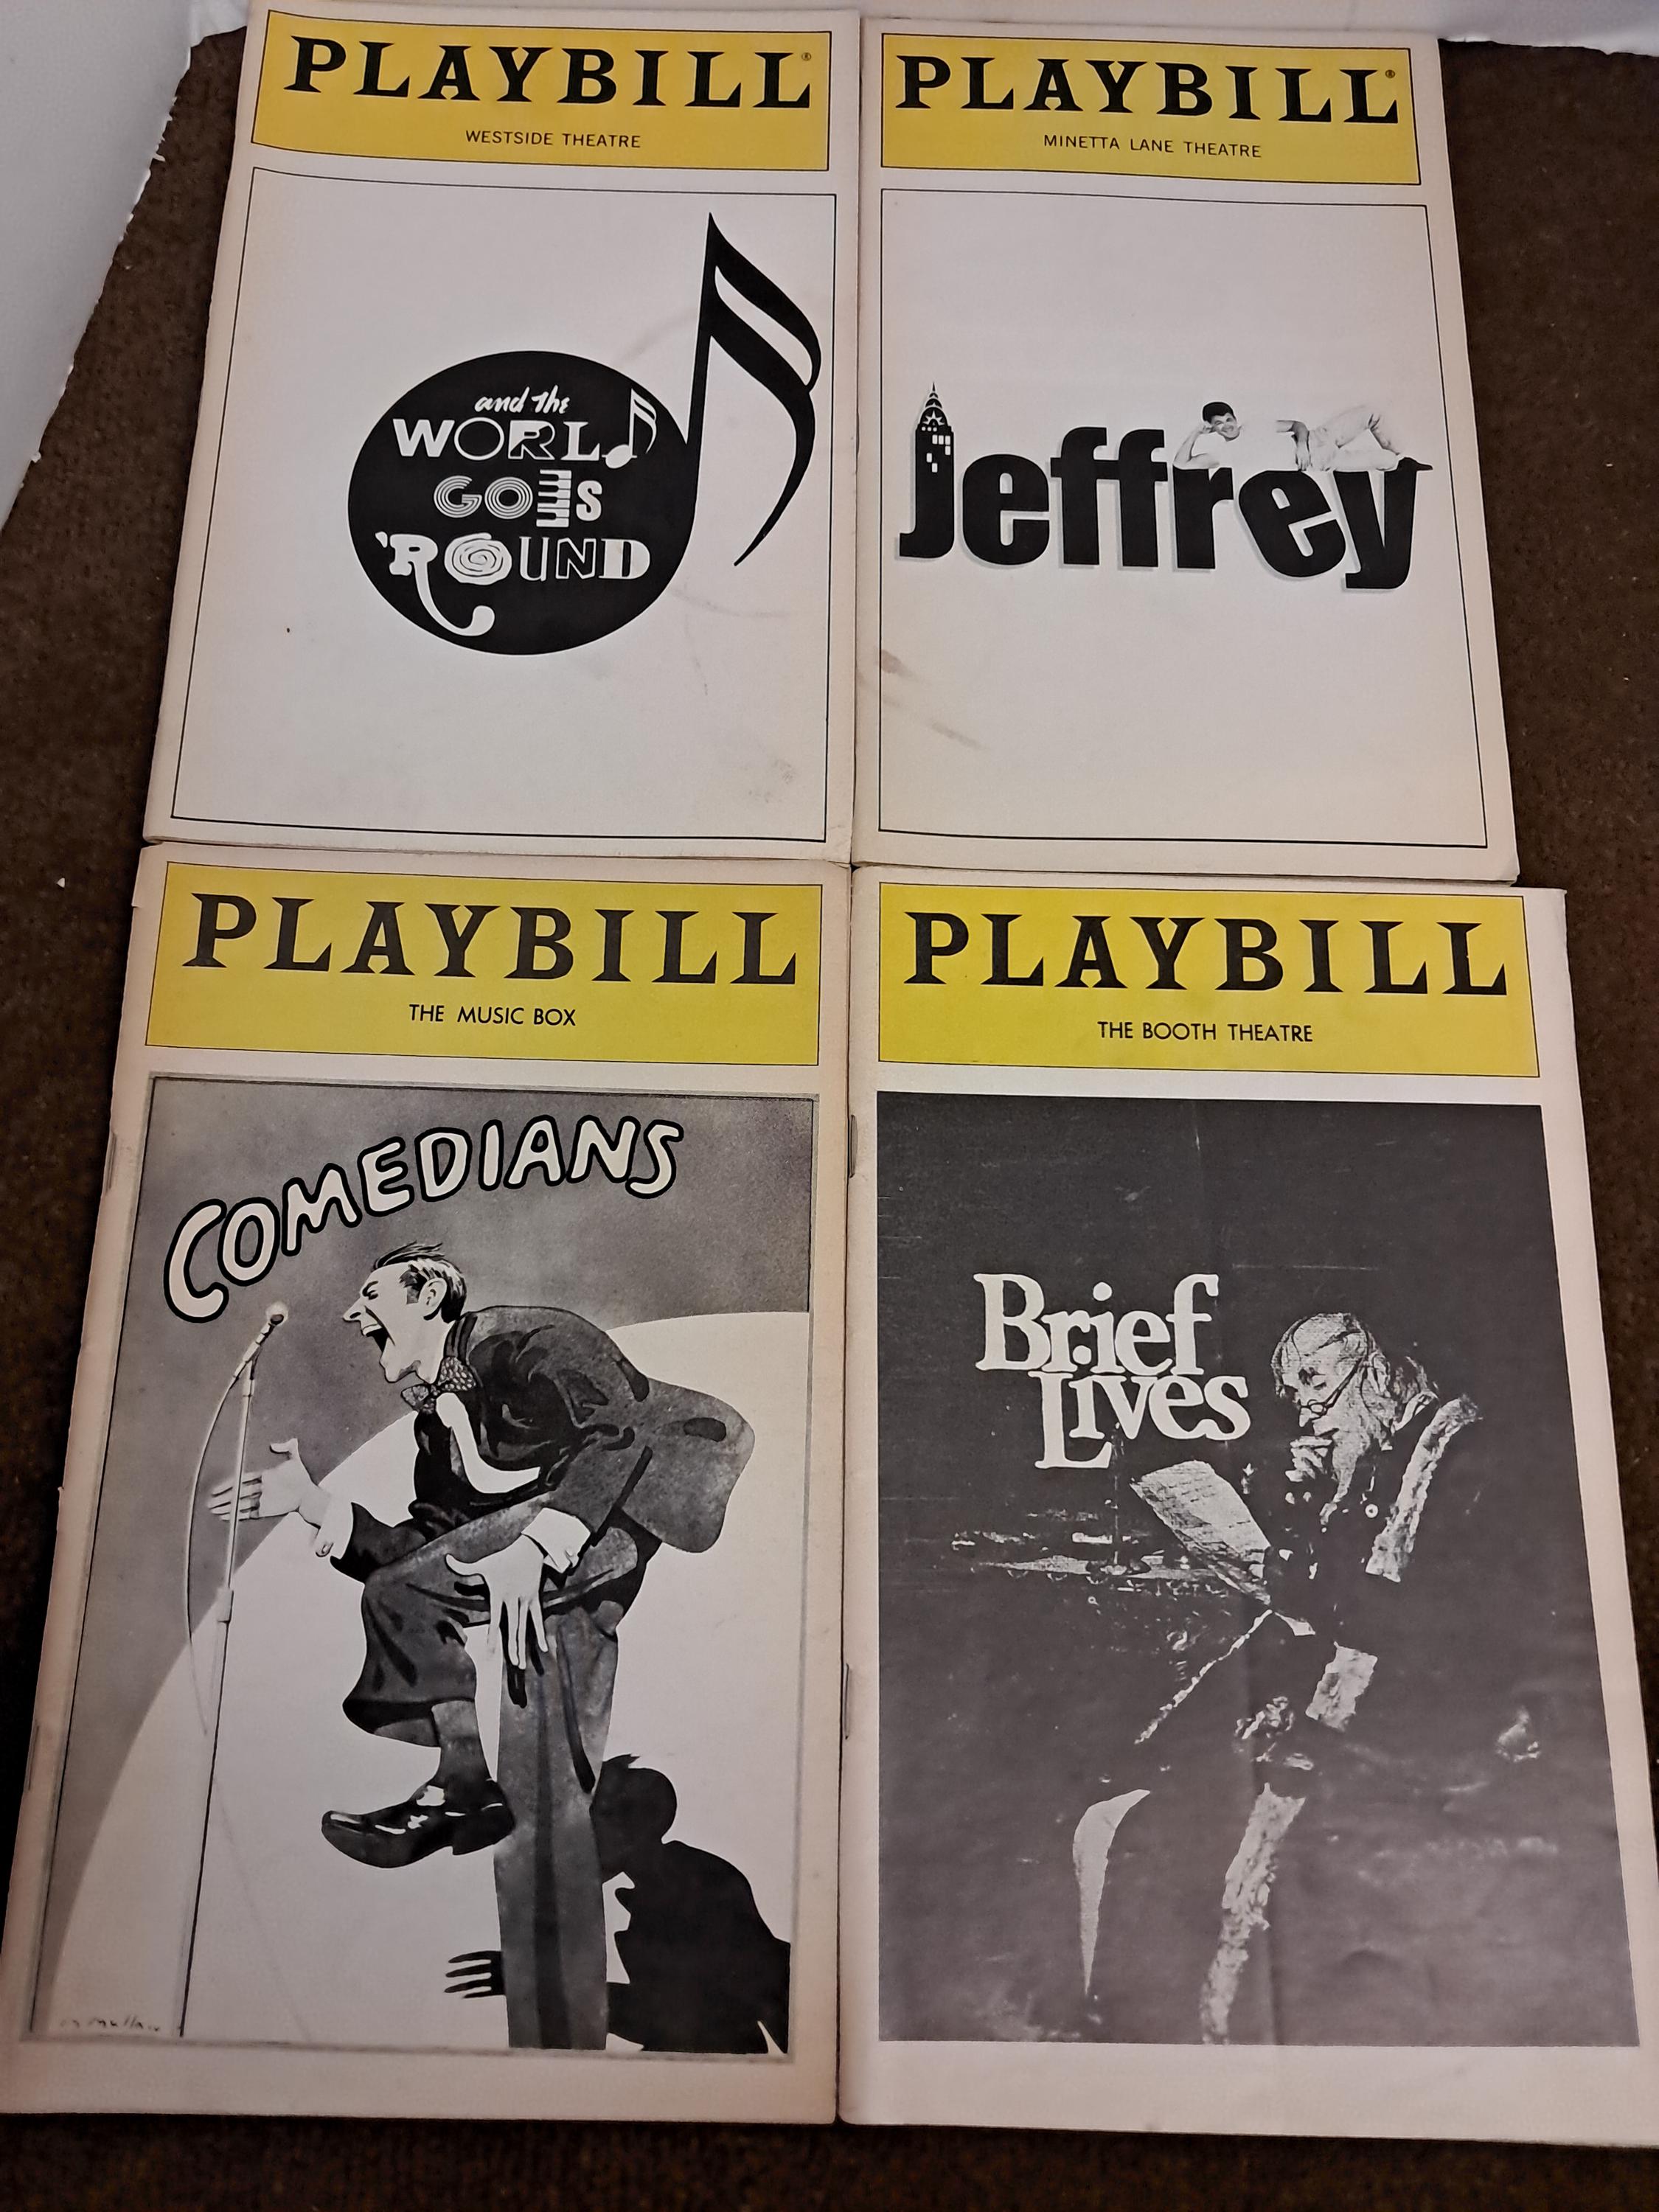 PLAYBILL®
WESTSIDE THEATRE
and the
WORLD
GOES
'ROUND
PLAYBILL®
MINETTA LANE THEATRE
Jeffrey
PLAYBILL
THE MUSIC BOX
COMEDIANS
PLAYBILL
THE BOOTH THEATRE
Brief
Lives